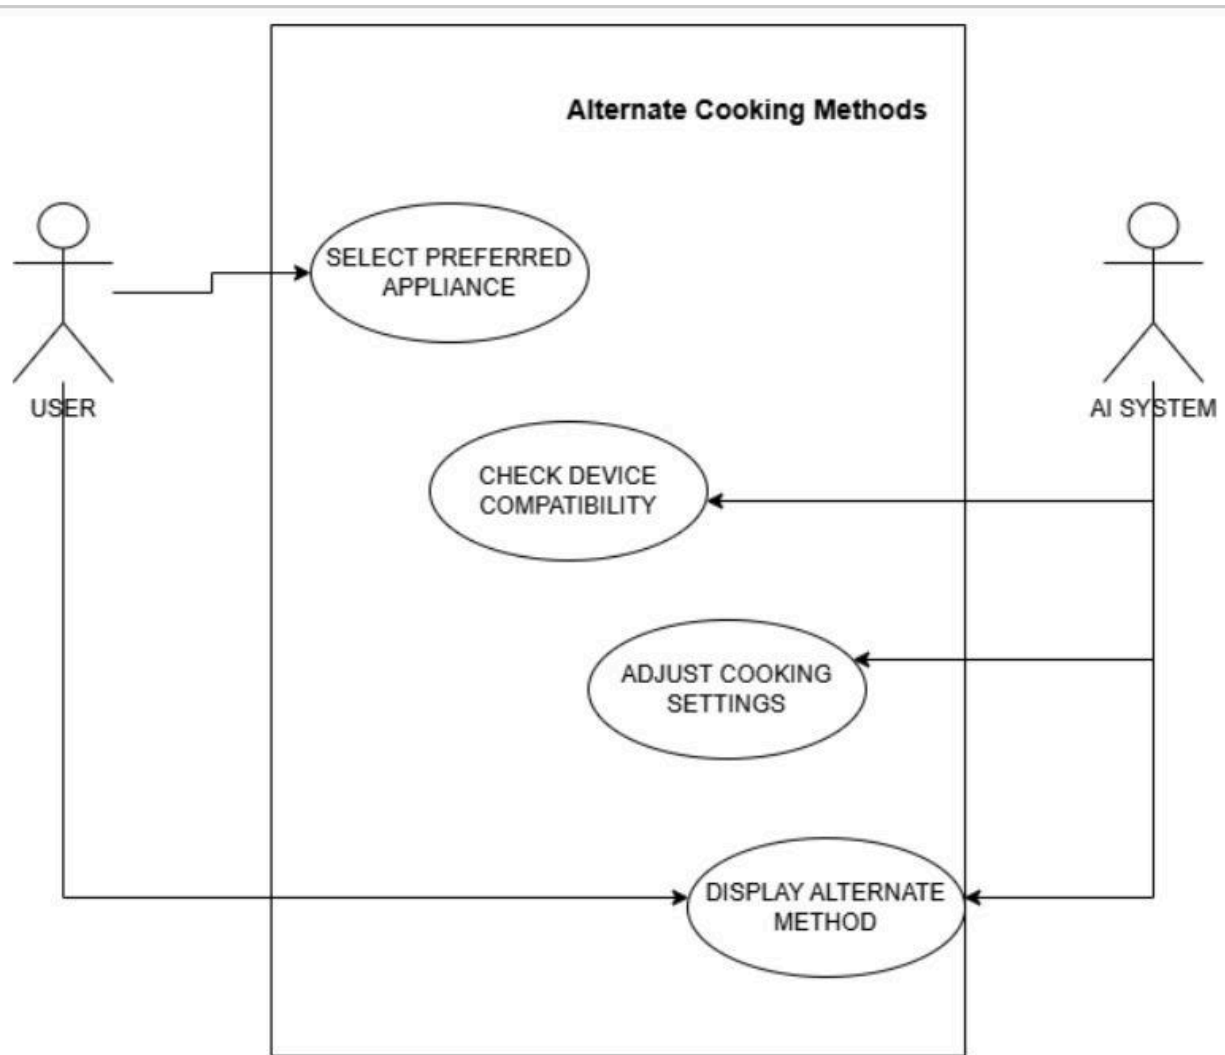 Alternate Cooking Methods
SELECT PREFERRED
APPLIANCE
USER
AI SYSTEM
CHECK DEVICE
COMPATIBILITY
ADJUST COOKING
SETTINGS
DISPLAY ALTERNATE
METHOD